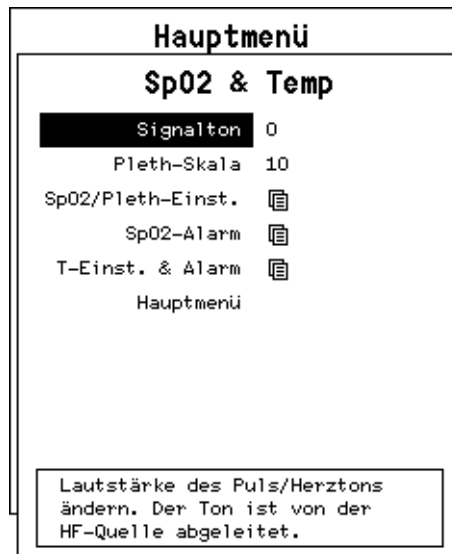 Hauptmenü
SpO2 & Temp
Signalton 0
Pleth-Skala 10
SpO2/Pleth-Einst.
SpO2-Alarm
T-Einst. & Alarm
Hauptmenü
Lautstärke des Puls/Herztons
ändern. Der Ton ist von der
HF-Quelle abgeleitet.